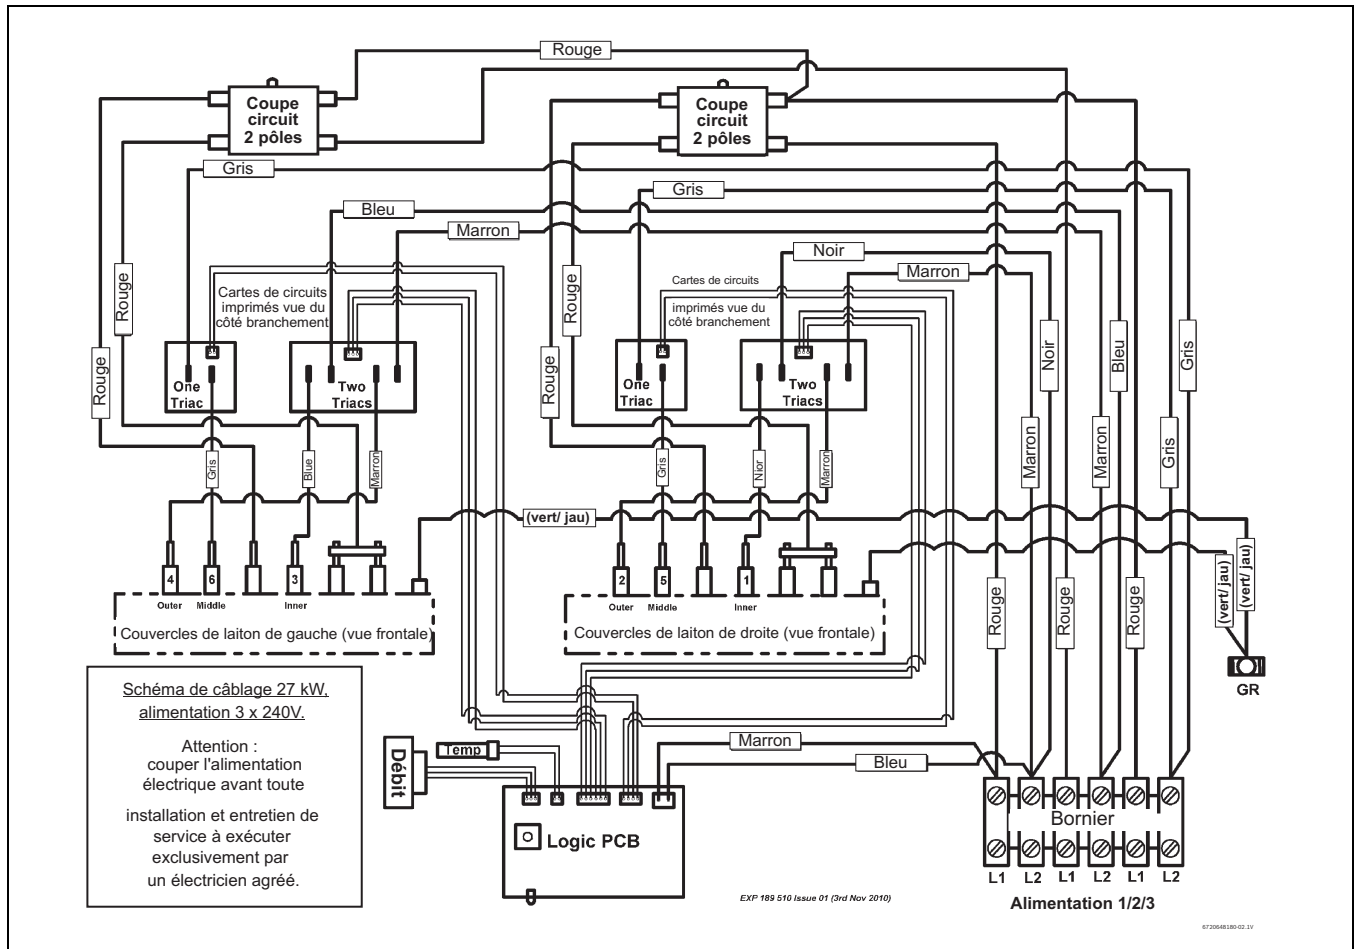 Rouge
Coupe
circuit
2 pôles
Coupe
circuit
2 pôles
Gris
Gris
Bleu
Marron
Noir
Marron
Rouge
Rouge
Cartes de circuits
imprimés vue du
côté branchement
Cartes de circuits
imprimés vue du
côté branchement
Rouge
Rouge
One
Triac
Two
Triacs
One
Triac
Two
Triacs
Noir
Bleu
Gris
Marron
Marron
Gris
Gris
Blue
Marron
Gris
Nior
Marron
(vert/ jau)
4
6
3
2
5
1
Outer
Middle
Inner
Outer
Middle
Inner
Couvercles de laiton de gauche (vue frontale)
Couvercles de laiton de droite (vue frontale)
Rouge
Rouge
Rouge
(vert/ jau)
(vert/ jau)
GR
Schéma de câblage 27 kW,
alimentation 3 x 240V.
Attention :
couper l'alimentation
électrique avant toute
installation et entretien de
service à exécuter
exclusivement par
un électricien agréé.
Débit
Temp
Marron
Bleu
Logic PCB
Bornier
L1
L2
L1
L2
L1
L2
Alimentation 1/2/3
EXP 189 510 Issue 01 (3rd Nov 2010)
6720648180-02.1V